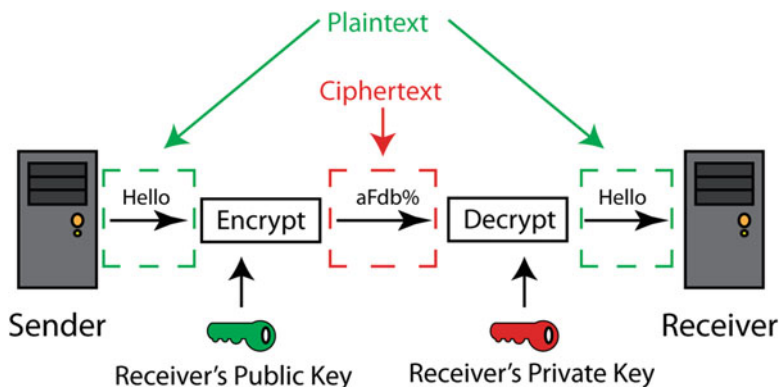 Plaintext
Ciphertext
Hello
aFdb%
Hello
Encrypt
Decrypt
Sender
Receiver
Receiver's Public Key
Receiver's Private Key